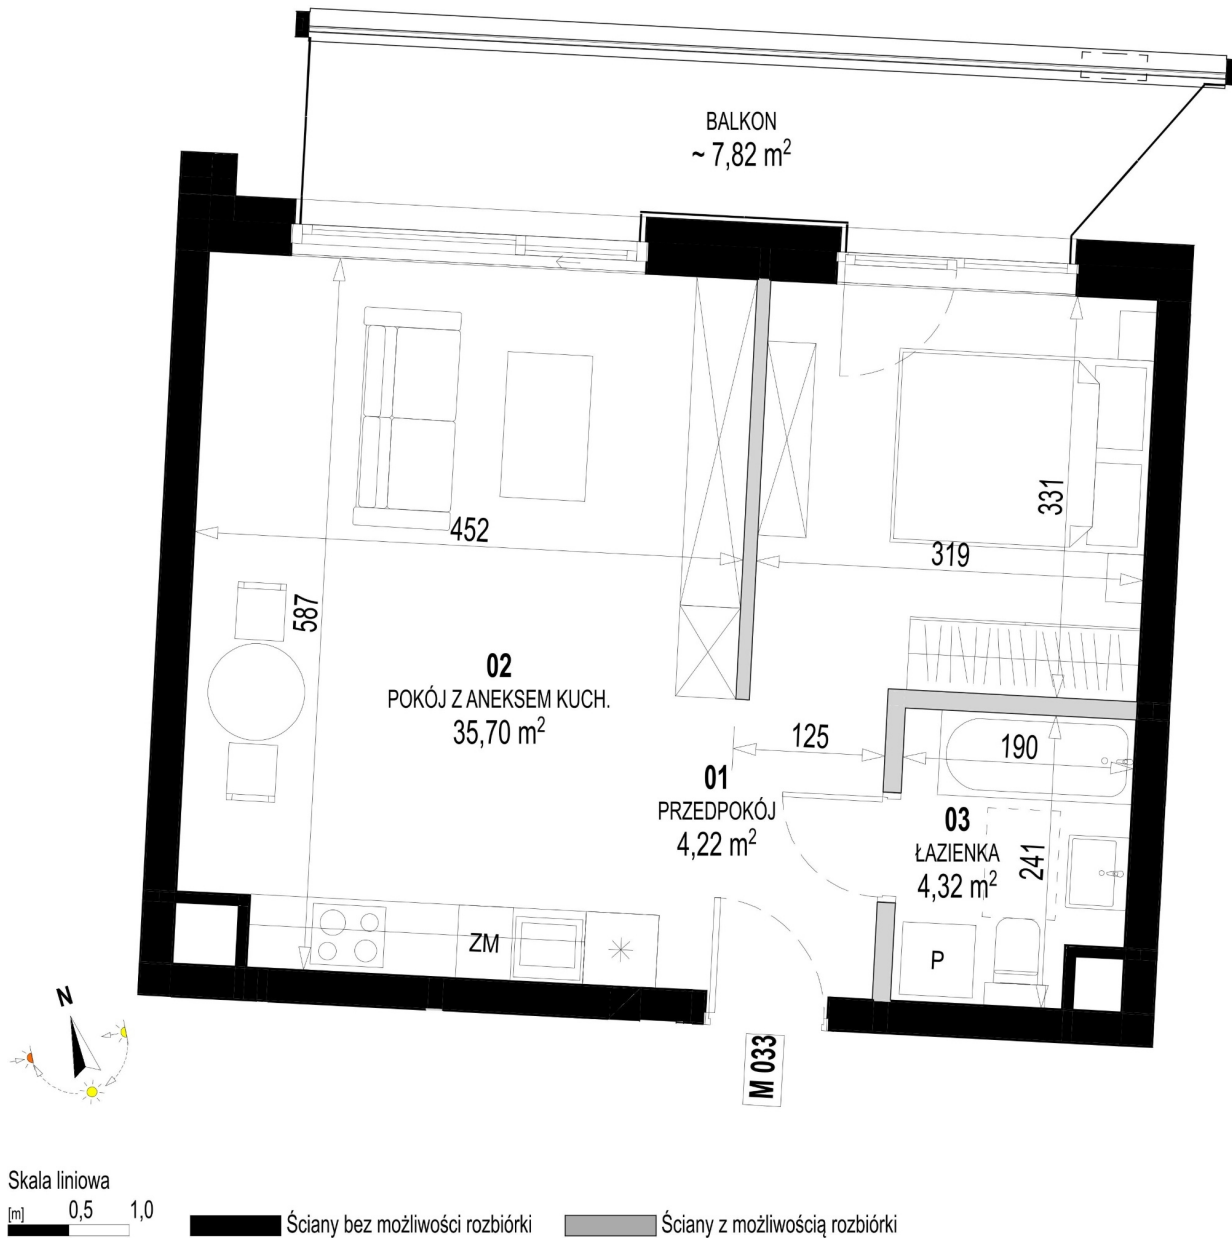 BALKON
~ 7,82 m²
452
587
331
319
02
POKÓJ Z ANEKSEM KUCH.
35,70 m²
125
190
01
PRZEDPOKÓJ
4,22 m²
03
ŁAZIENKA
4,32 m²
241
ZM
P
N
M 033
Skala liniowa
[m] 0,5 1,0
Ściany bez możliwości rozbiórki
Ściany z możliwością rozbiórki